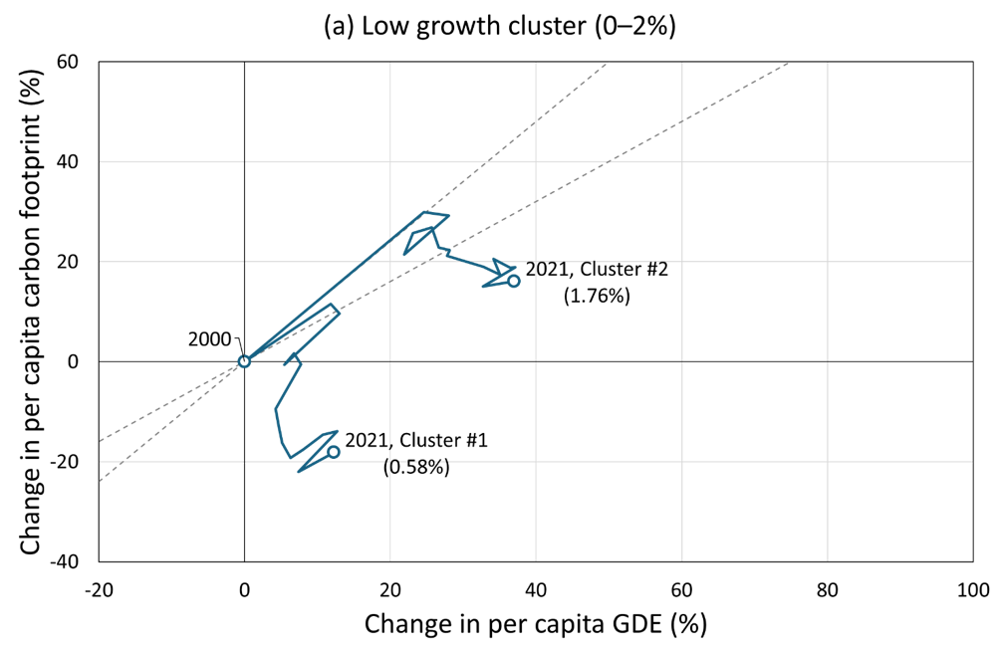 (a) Low growth cluster (0–2%)
Change in per capita carbon footprint (%)
60
40
20
0
-20
-40
2000
2021, Cluster #2
(1.76%)
2021, Cluster #1
(0.58%)
-20 0 20 40 60 80 100
Change in per capita GDE (%)